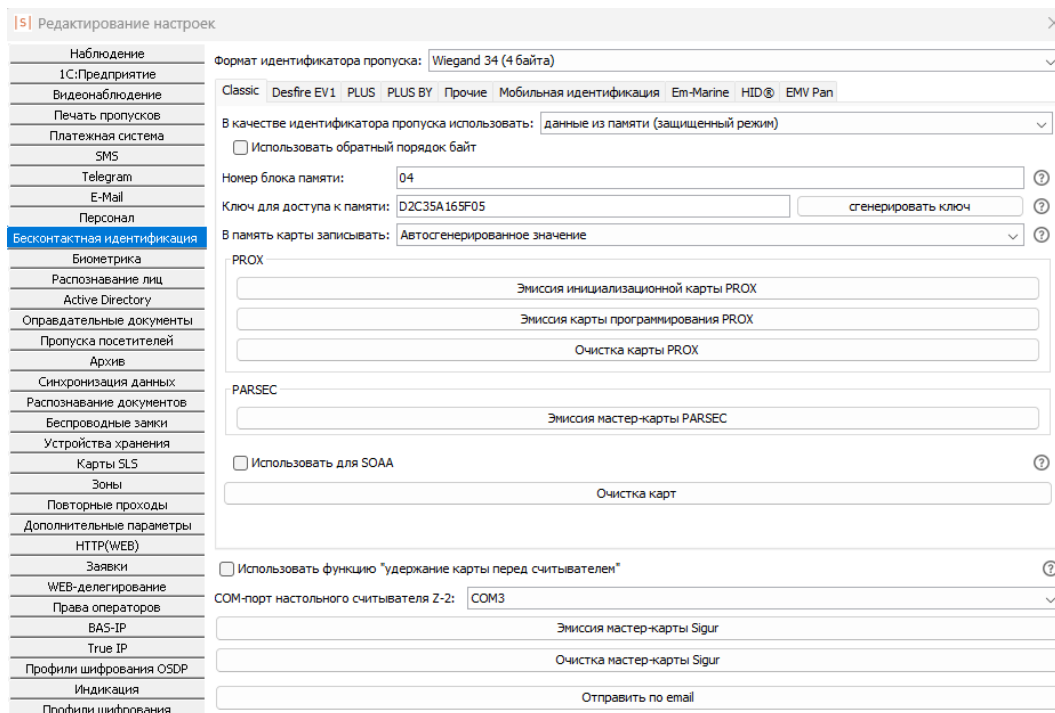 |S| Редактирование настроек
Наблюдение
1С:Предприятие
Видеонаблюдение
Печать пропусков
Платежная система
SMS
Telegram
E-Mail
Персонал
Бесконтактная идентификация
Биометрика
Распознавание лиц
Active Directory
Оправдательные документы
Пропуска посетителей
Архив
Синхронизация данных
Распознавание документов
Беспроводные замки
Устройства хранения
Карты SLS
Зоны
Повторные проходы
Дополнительные параметры
HTTP(WEB)
Заявки
WEB-делегирование
Права операторов
BAS-IP
True IP
Профили шифрования OSDP
Индикация
Профили шифрования
Формат идентификатора пропуска: Wiegand 34 (4 байта)
Classic Desfire EV1 PLUS PLUS BY Прочие Мобильная идентификация Em-Marine HID® EMV Pan
В качестве идентификатора пропуска использовать: данные из памяти (защищенный режим)
Использовать обратный порядок байт
Номер блока памяти: 04
Ключ для доступа к памяти: D2C35A165F05 сгенерировать ключ
В память карты записывать: Автосгенерированное значение
PROX
Эмиссия инициализационной карты PROX
Эмиссия карты программирования PROX
Очистка карты PROX
PARSEC
Эмиссия мастер-карты PARSEC
Использовать для SOAA
Очистка карт
Использовать функцию "удержание карты перед считывателем"
COM-порт настольного считывателя Z-2: COM3
Эмиссия мастер-карты Sigur
Очистка мастер-карты Sigur
Отправить по email